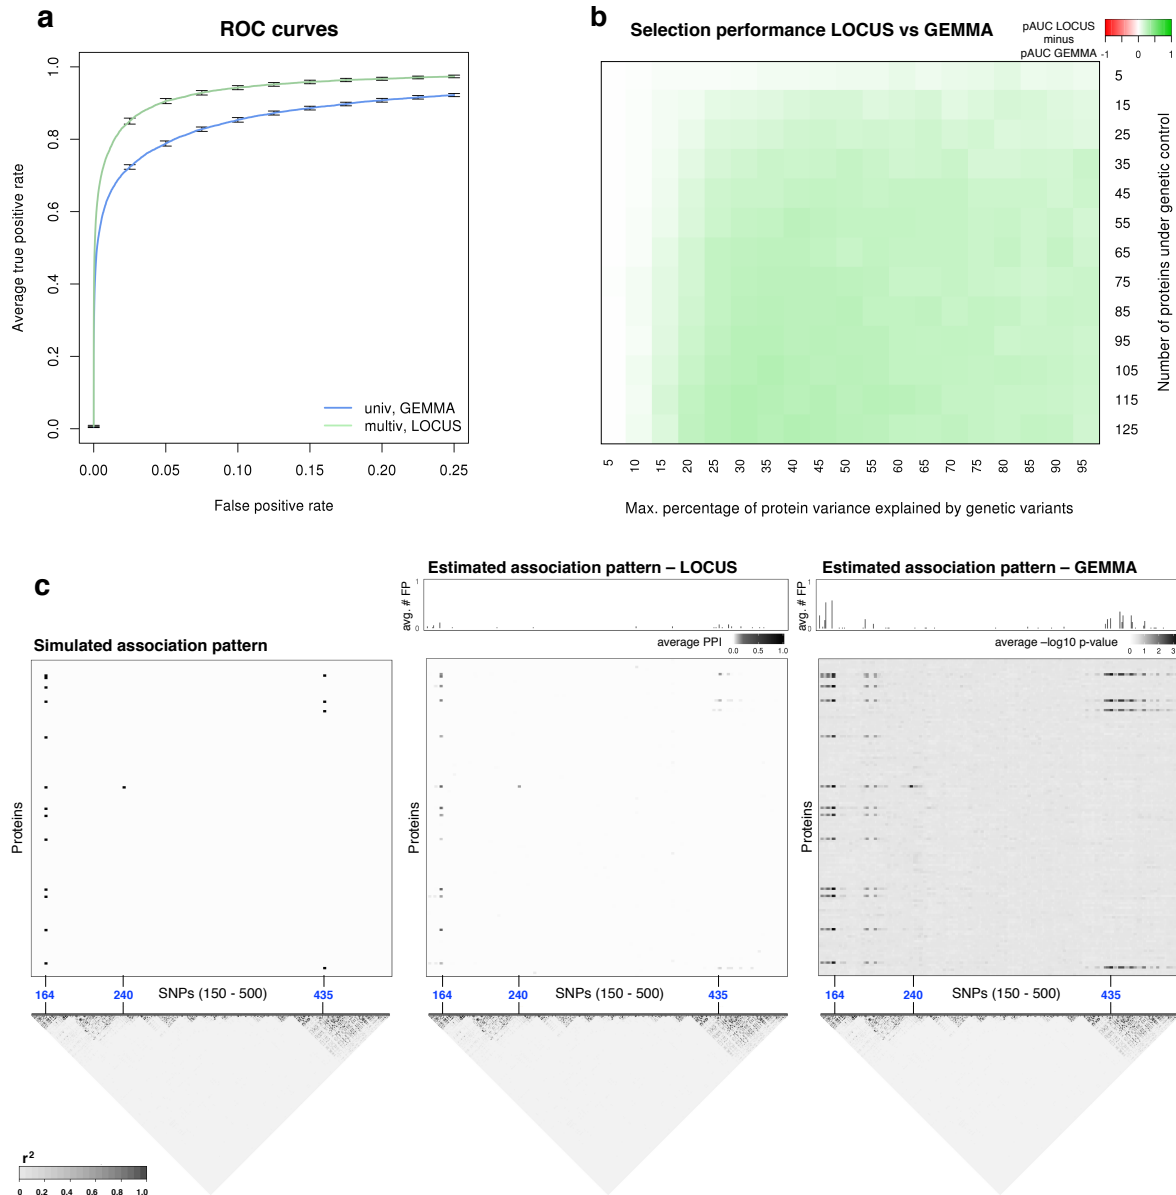 a
ROC curves
Average true positive rate
1.0
0.8
0.6
0.4
0.2
0.0
univ, GEMMA
multiv, LOCUS
0.00 0.05 0.10 0.15 0.20 0.25
False positive rate
b
Selection performance LOCUS vs GEMMA
pAUC LOCUS
minus
pAUC GEMMA
-1 0 1
5
15
25
35
45
55
65
75
85
95
105
115
125
Number of proteins under genetic control
5 10 15 20 25 30 35 40 45 50 55 60 65 70 75 80 85 90 95
Max. percentage of protein variance explained by genetic variants
c
Simulated association pattern
Proteins
164 240 SNPs (150 - 500) 435
Estimated association pattern – LOCUS
avg. # FP
1
0
average PPI
0.0 0.5 1.0
Proteins
164 240 SNPs (150 - 500) 435
Estimated association pattern – GEMMA
avg. # FP
1
0
average –log10 p-value
0 1 2 3
Proteins
164 240 SNPs (150 - 500) 435
r²
0 0.2 0.4 0.6 0.8 1.0